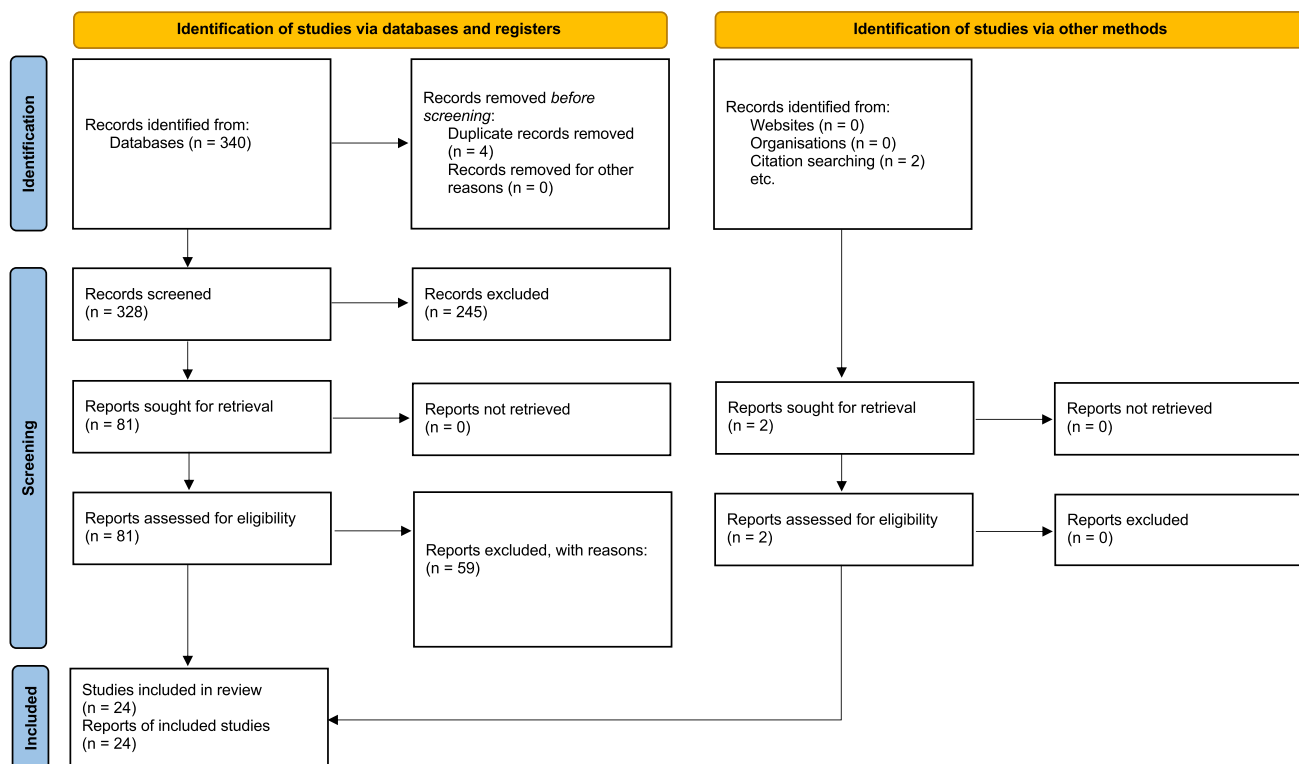 Identification of studies via databases and registers
Identification of studies via other methods
Identification
Records identified from:
Databases (n = 340)
Records removed before
screening:
Duplicate records removed
(n = 4)
Records removed for other
reasons (n = 0)
Records identified from:
Websites (n = 0)
Organisations (n = 0)
Citation searching (n = 2)
etc.
Screening
Records screened
(n = 328)
Records excluded
(n = 245)
Reports sought for retrieval
(n = 81)
Reports not retrieved
(n = 0)
Reports sought for retrieval
(n = 2)
Reports not retrieved
(n = 0)
Reports assessed for eligibility
(n = 81)
Reports excluded, with reasons:
(n = 59)
Reports assessed for eligibility
(n = 2)
Reports excluded
(n = 0)
Included
Studies included in review
(n = 24)
Reports of included studies
(n = 24)